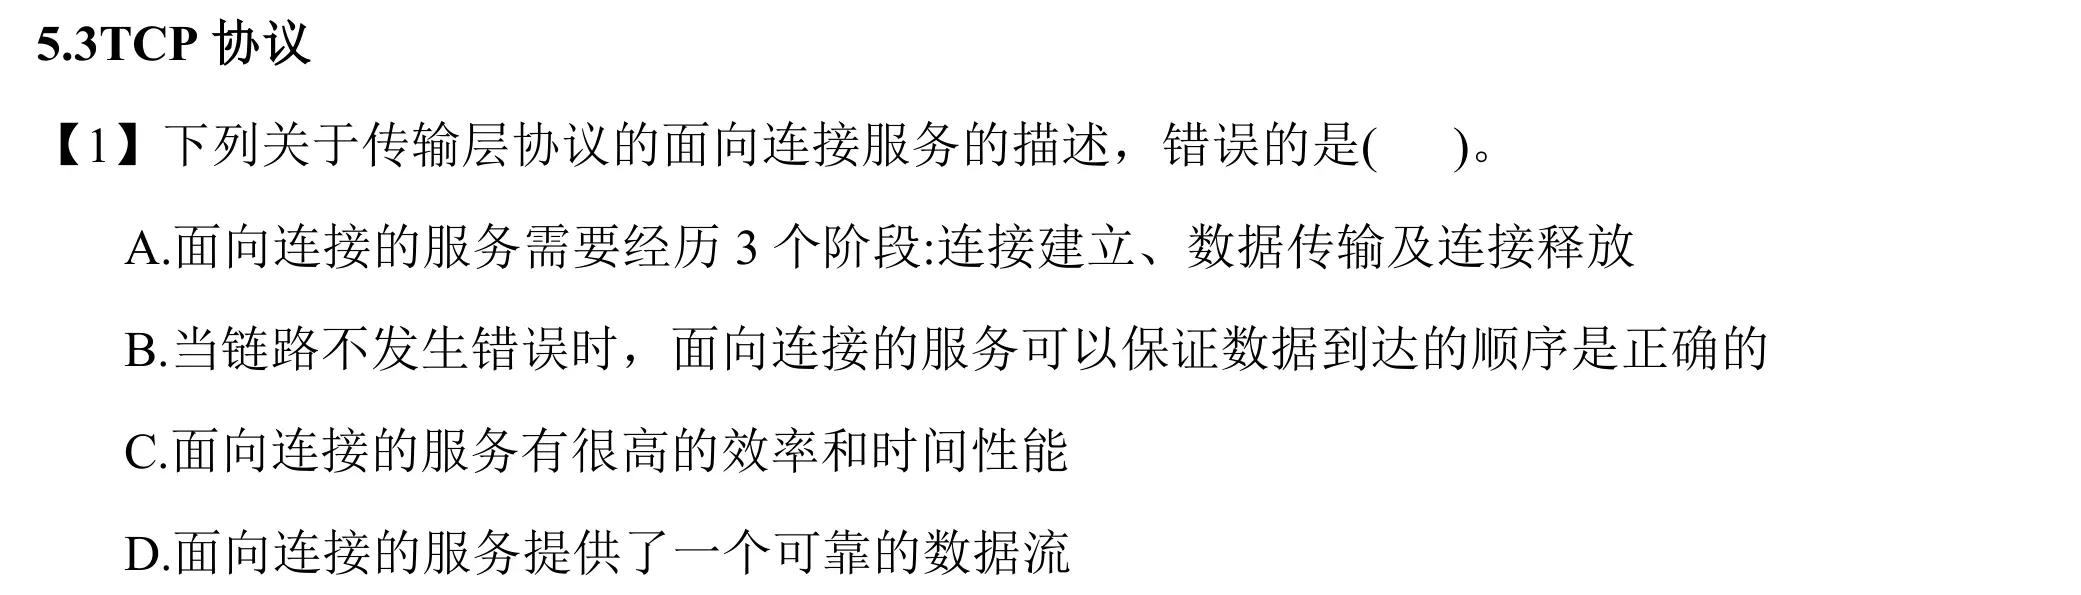 5.3TCP 协议
【1】下列关于传输层协议的面向连接服务的描述，错误的是(   )。
A.面向连接的服务需要经历 3 个阶段:连接建立、数据传输及连接释放
B.当链路不发生错误时，面向连接的服务可以保证数据到达的顺序是正确的
C.面向连接的服务有很高的效率和时间性能
D.面向连接的服务提供了一个可靠的数据流